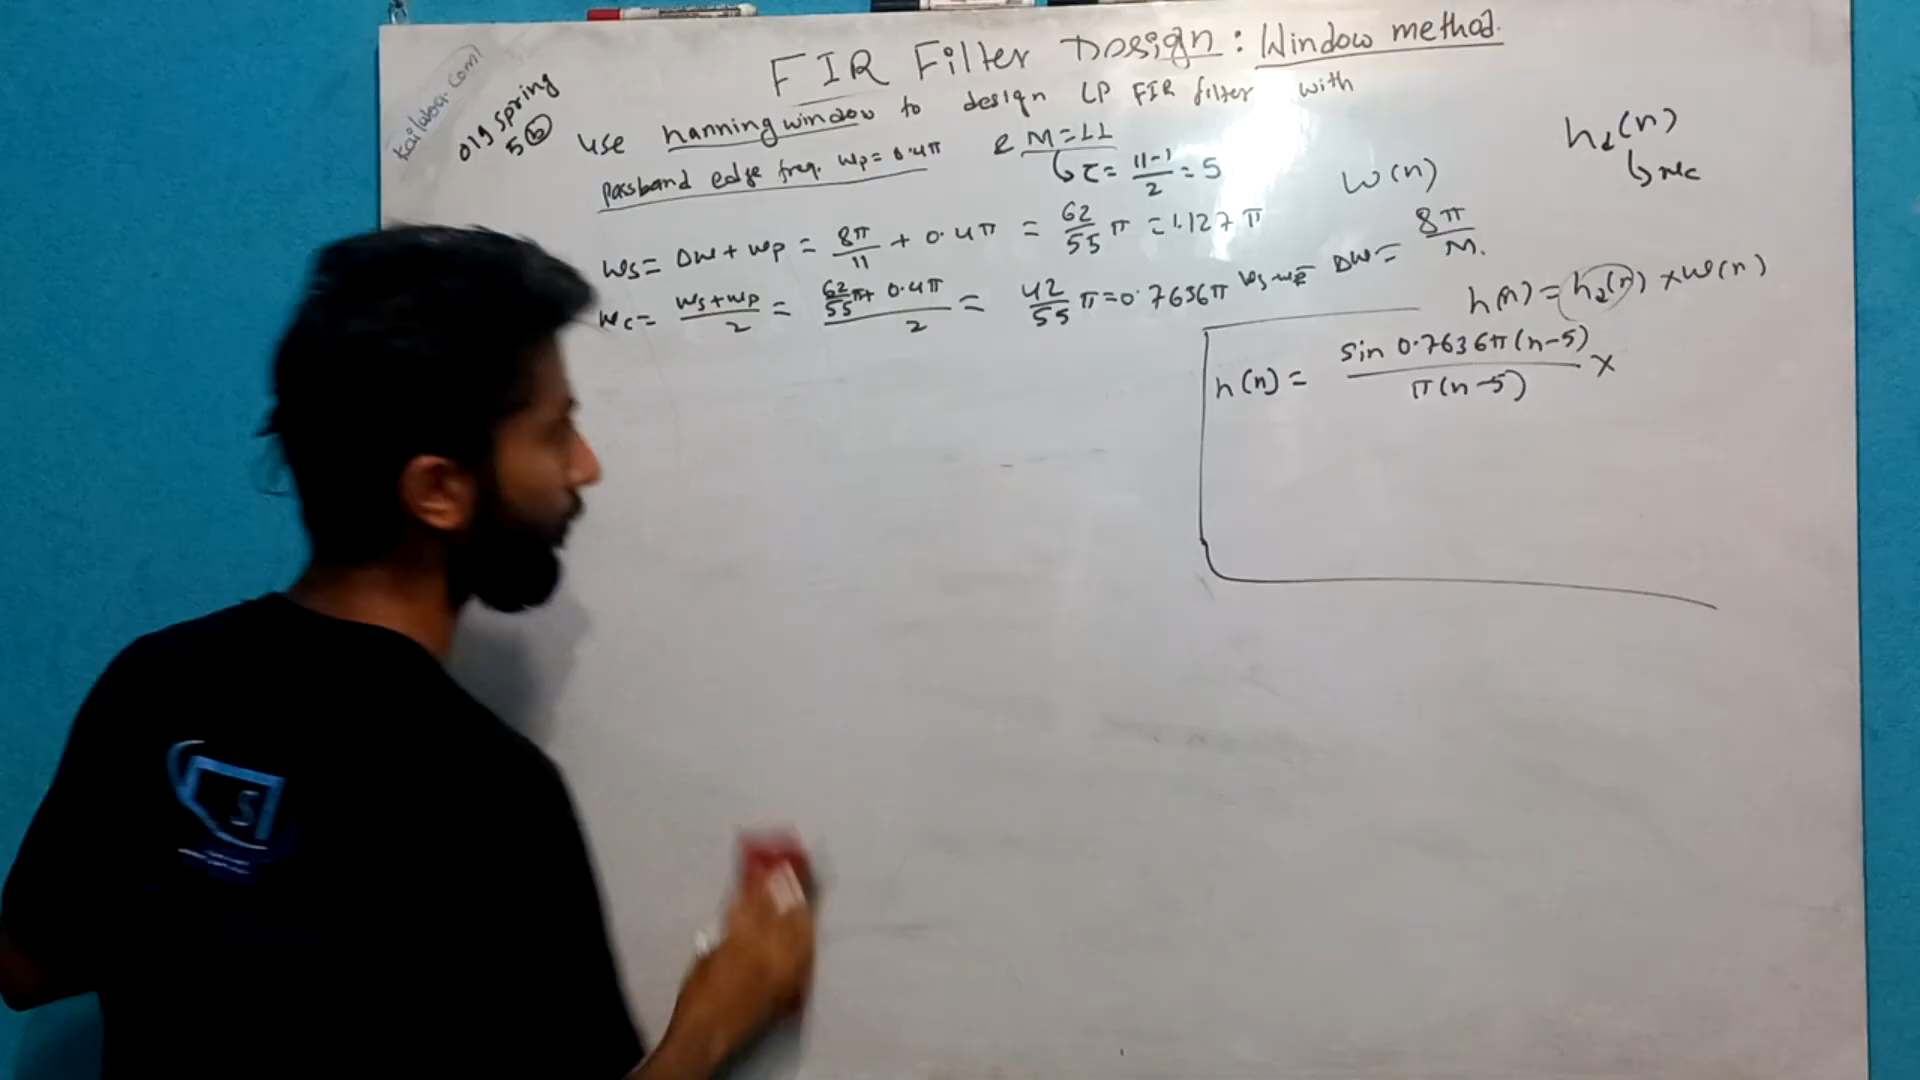 FIR Filter Design: Window method.
kailaba.com
019 spring
5 b
use hanning window to design LP FIR filter with
passband edge freq. wp = 0.4π & M=11
↳ τ = (11-1)/2 = 5
w(n)
hd(n)
↳ nc
ws = Δw + wp = 8π/11 + 0.4π = 62/55 π = 1.127π
Δw = 8π/M.
wc = (ws+wp)/2 = (62/55 π + 0.4π)/2 = 42/55 π = 0.7636π
h(n) = hd(n) × w(n)
h(n) = sin 0.7636π(n-5) / π(n-5) ×
S